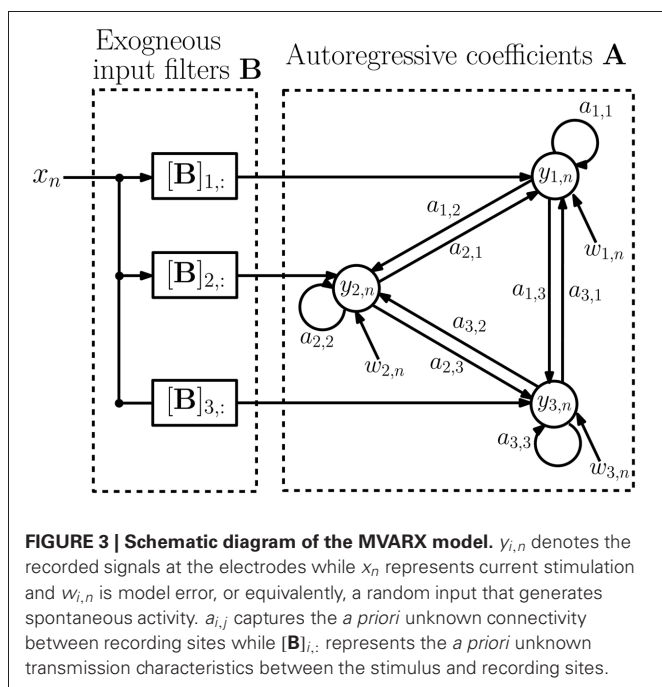 Exogneous
input filters B
Autoregressive coefficients A
a_{1,1}
x_n
[B]_{1,:}
y_{1,n}
a_{1,2}
a_{2,1}
w_{1,n}
[B]_{2,:}
y_{2,n}
a_{1,3}
a_{3,1}
a_{3,2}
a_{2,2}
a_{2,3}
w_{2,n}
[B]_{3,:}
y_{3,n}
a_{3,3}
w_{3,n}
FIGURE 3 | Schematic diagram of the MVARX model. y_{i,n} denotes the
recorded signals at the electrodes while x_n represents current stimulation
and w_{i,n} is model error, or equivalently, a random input that generates
spontaneous activity. a_{i,j} captures the a priori unknown connectivity
between recording sites while [B]_{i,:} represents the a priori unknown
transmission characteristics between the stimulus and recording sites.